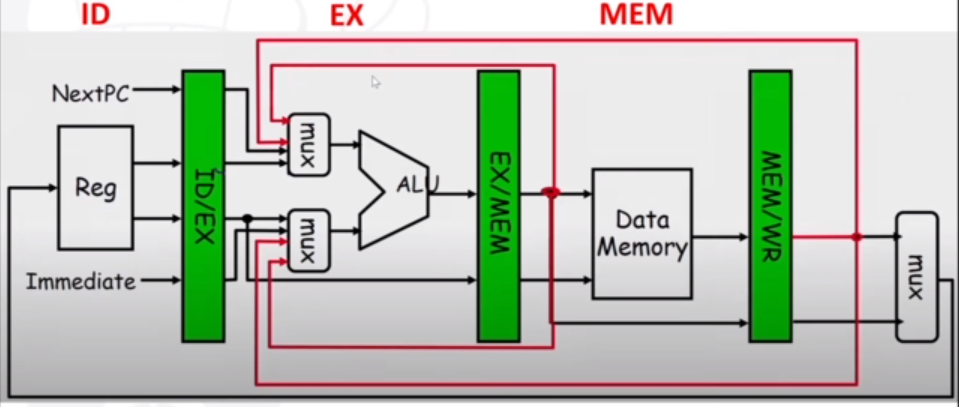 ID EX MEM
NextPC
Reg
Immediate
ID/EX
mux
mux
ALU
EX/MEM
Data
Memory
MEM/WR
mux